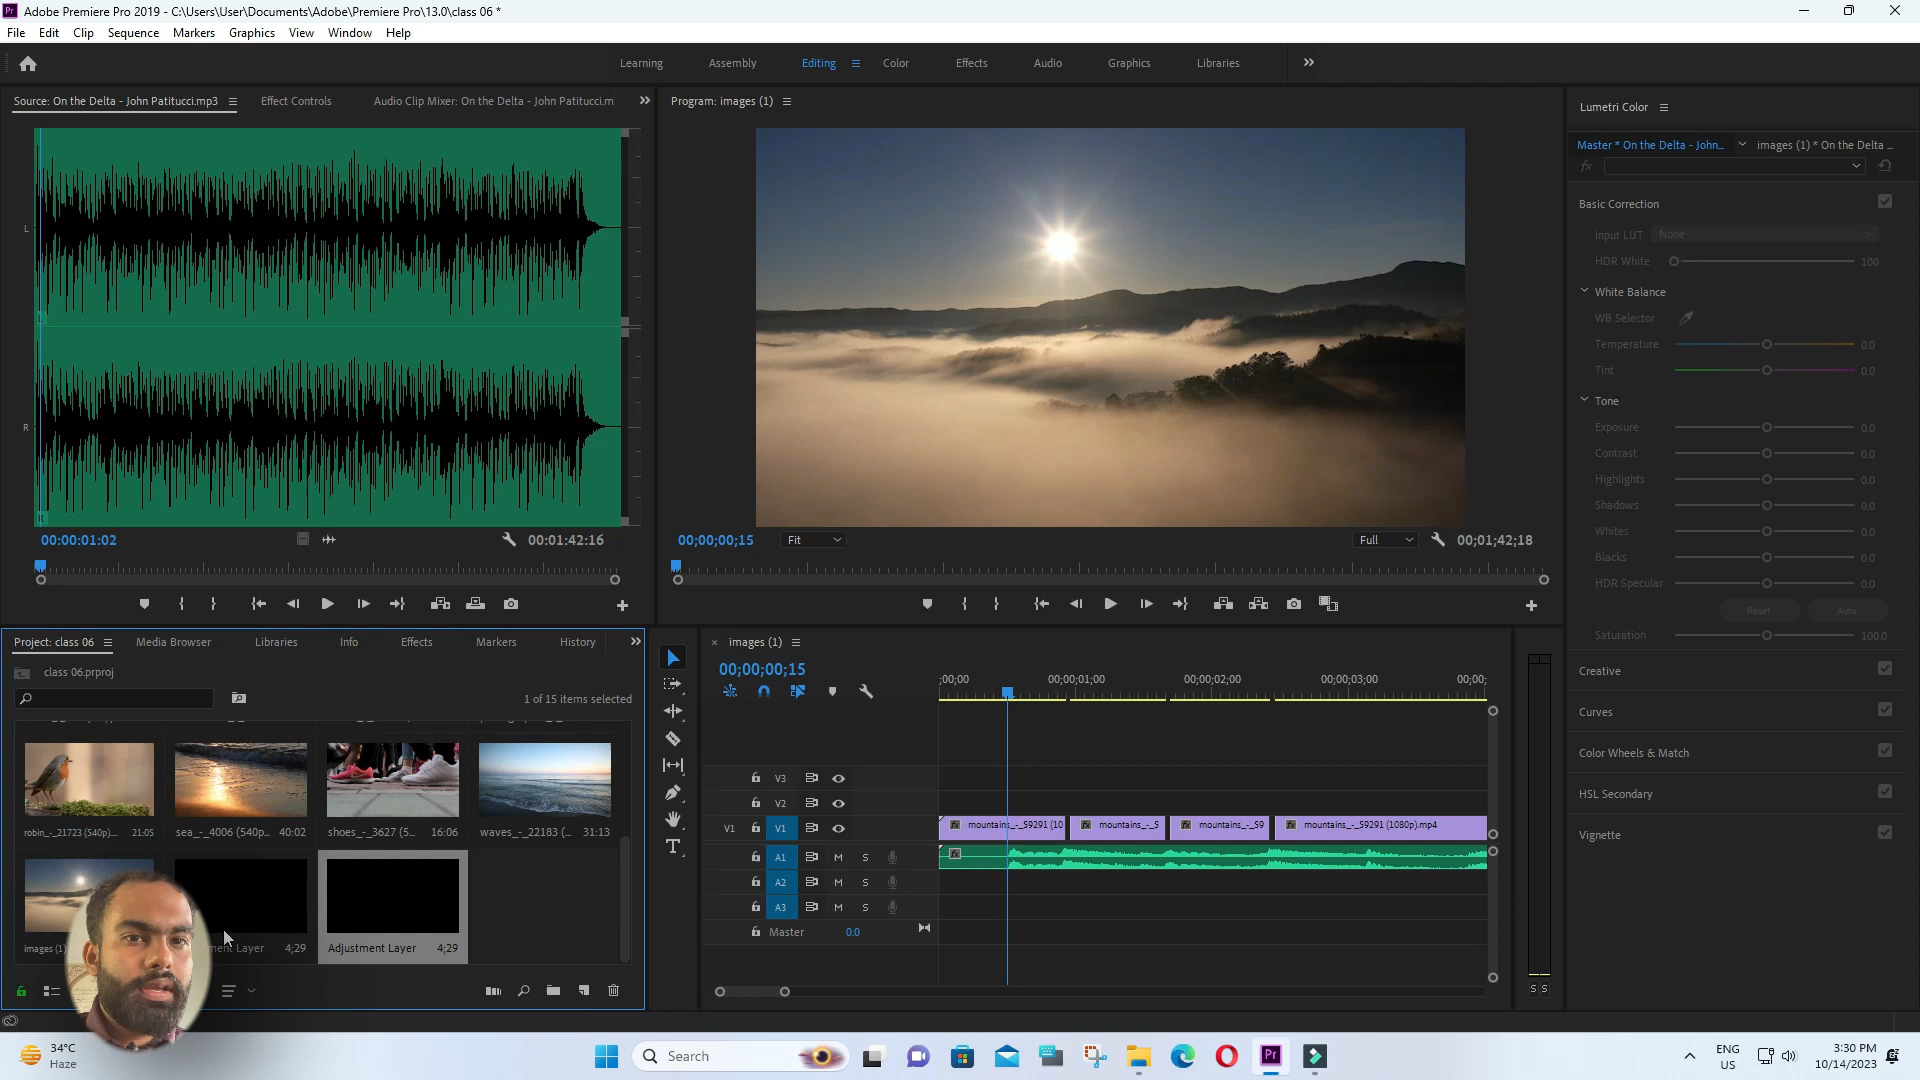 Adobe Premiere Pro 2019 - C:\Users\User\Documents\Adobe\Premiere Pro\13.0\class 06 *
File Edit Clip Sequence Markers Graphics View Window Help
Learning Assembly Editing Color Effects Audio Graphics Libraries
Source: On the Delta - John Patitucci.mp3 Effect Controls Audio Clip Mixer: On the Delta - John Patitucci.m
Program: images (1)
Lumetri Color
Master * On the Delta - John... images (1) * On the Delta ...
fx
Basic Correction
Input LUT None
HDR White 100
White Balance
WB Selector
Temperature 0.0
Tint 0.0
Tone
Exposure 0.0
Contrast 0.0
Highlights 0.0
Shadows 0.0
Whites 0.0
Blacks 0.0
HDR Specular 0.0
Reset Auto
Saturation 100.0
Creative
Curves
Color Wheels & Match
HSL Secondary
Vignette
L
R
L
R
00:00:01:02 00:01:42:16
00;00;00;15 Fit Full 00;01;42;18
Project: class 06 Media Browser Libraries Info Effects Markers History
class 06.prproj
1 of 15 items selected
robin_-_21723 (540p)... 21:05
sea_-_4006 (540p... 40:02
shoes_-_3627 (5... 16:06
waves_-_22183 (... 31:13
images (1)
ment Layer 4;29
Adjustment Layer 4;29
images (1)
00;00;00;15
;00;00 00;00;01;00 00;00;02;00 00;00;03;00 00;00;
V3
V2
V1 V1
mountains_-_59291 (10 mountains_-_5 mountains_-_59 mountains_-_59291 (1080p).mp4
A1 M S
A2 M S
A3 M S
Master 0.0
S S
34°C
Haze
Search
ENG
US
3:30 PM
10/14/2023